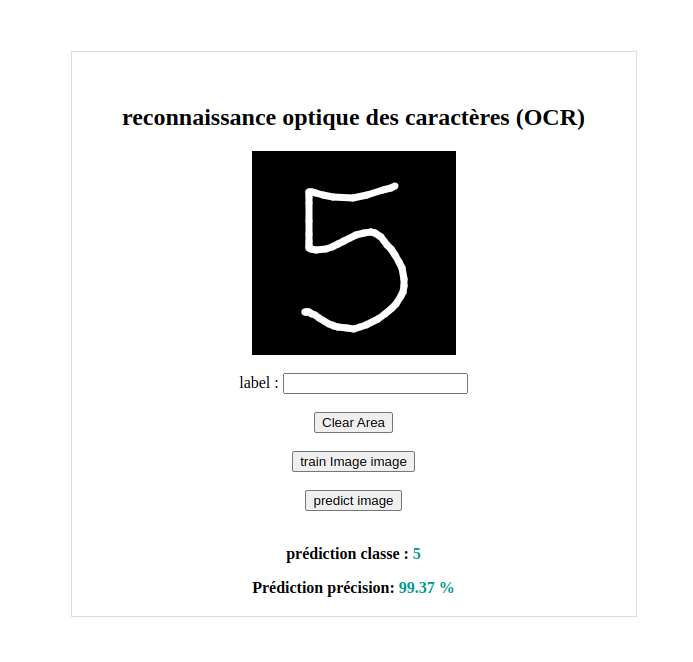 reconnaissance optique des caractères (OCR)
5
label :
Clear Area
train Image image
predict image
prédiction classe : 5
Prédiction précision: 99.37 %